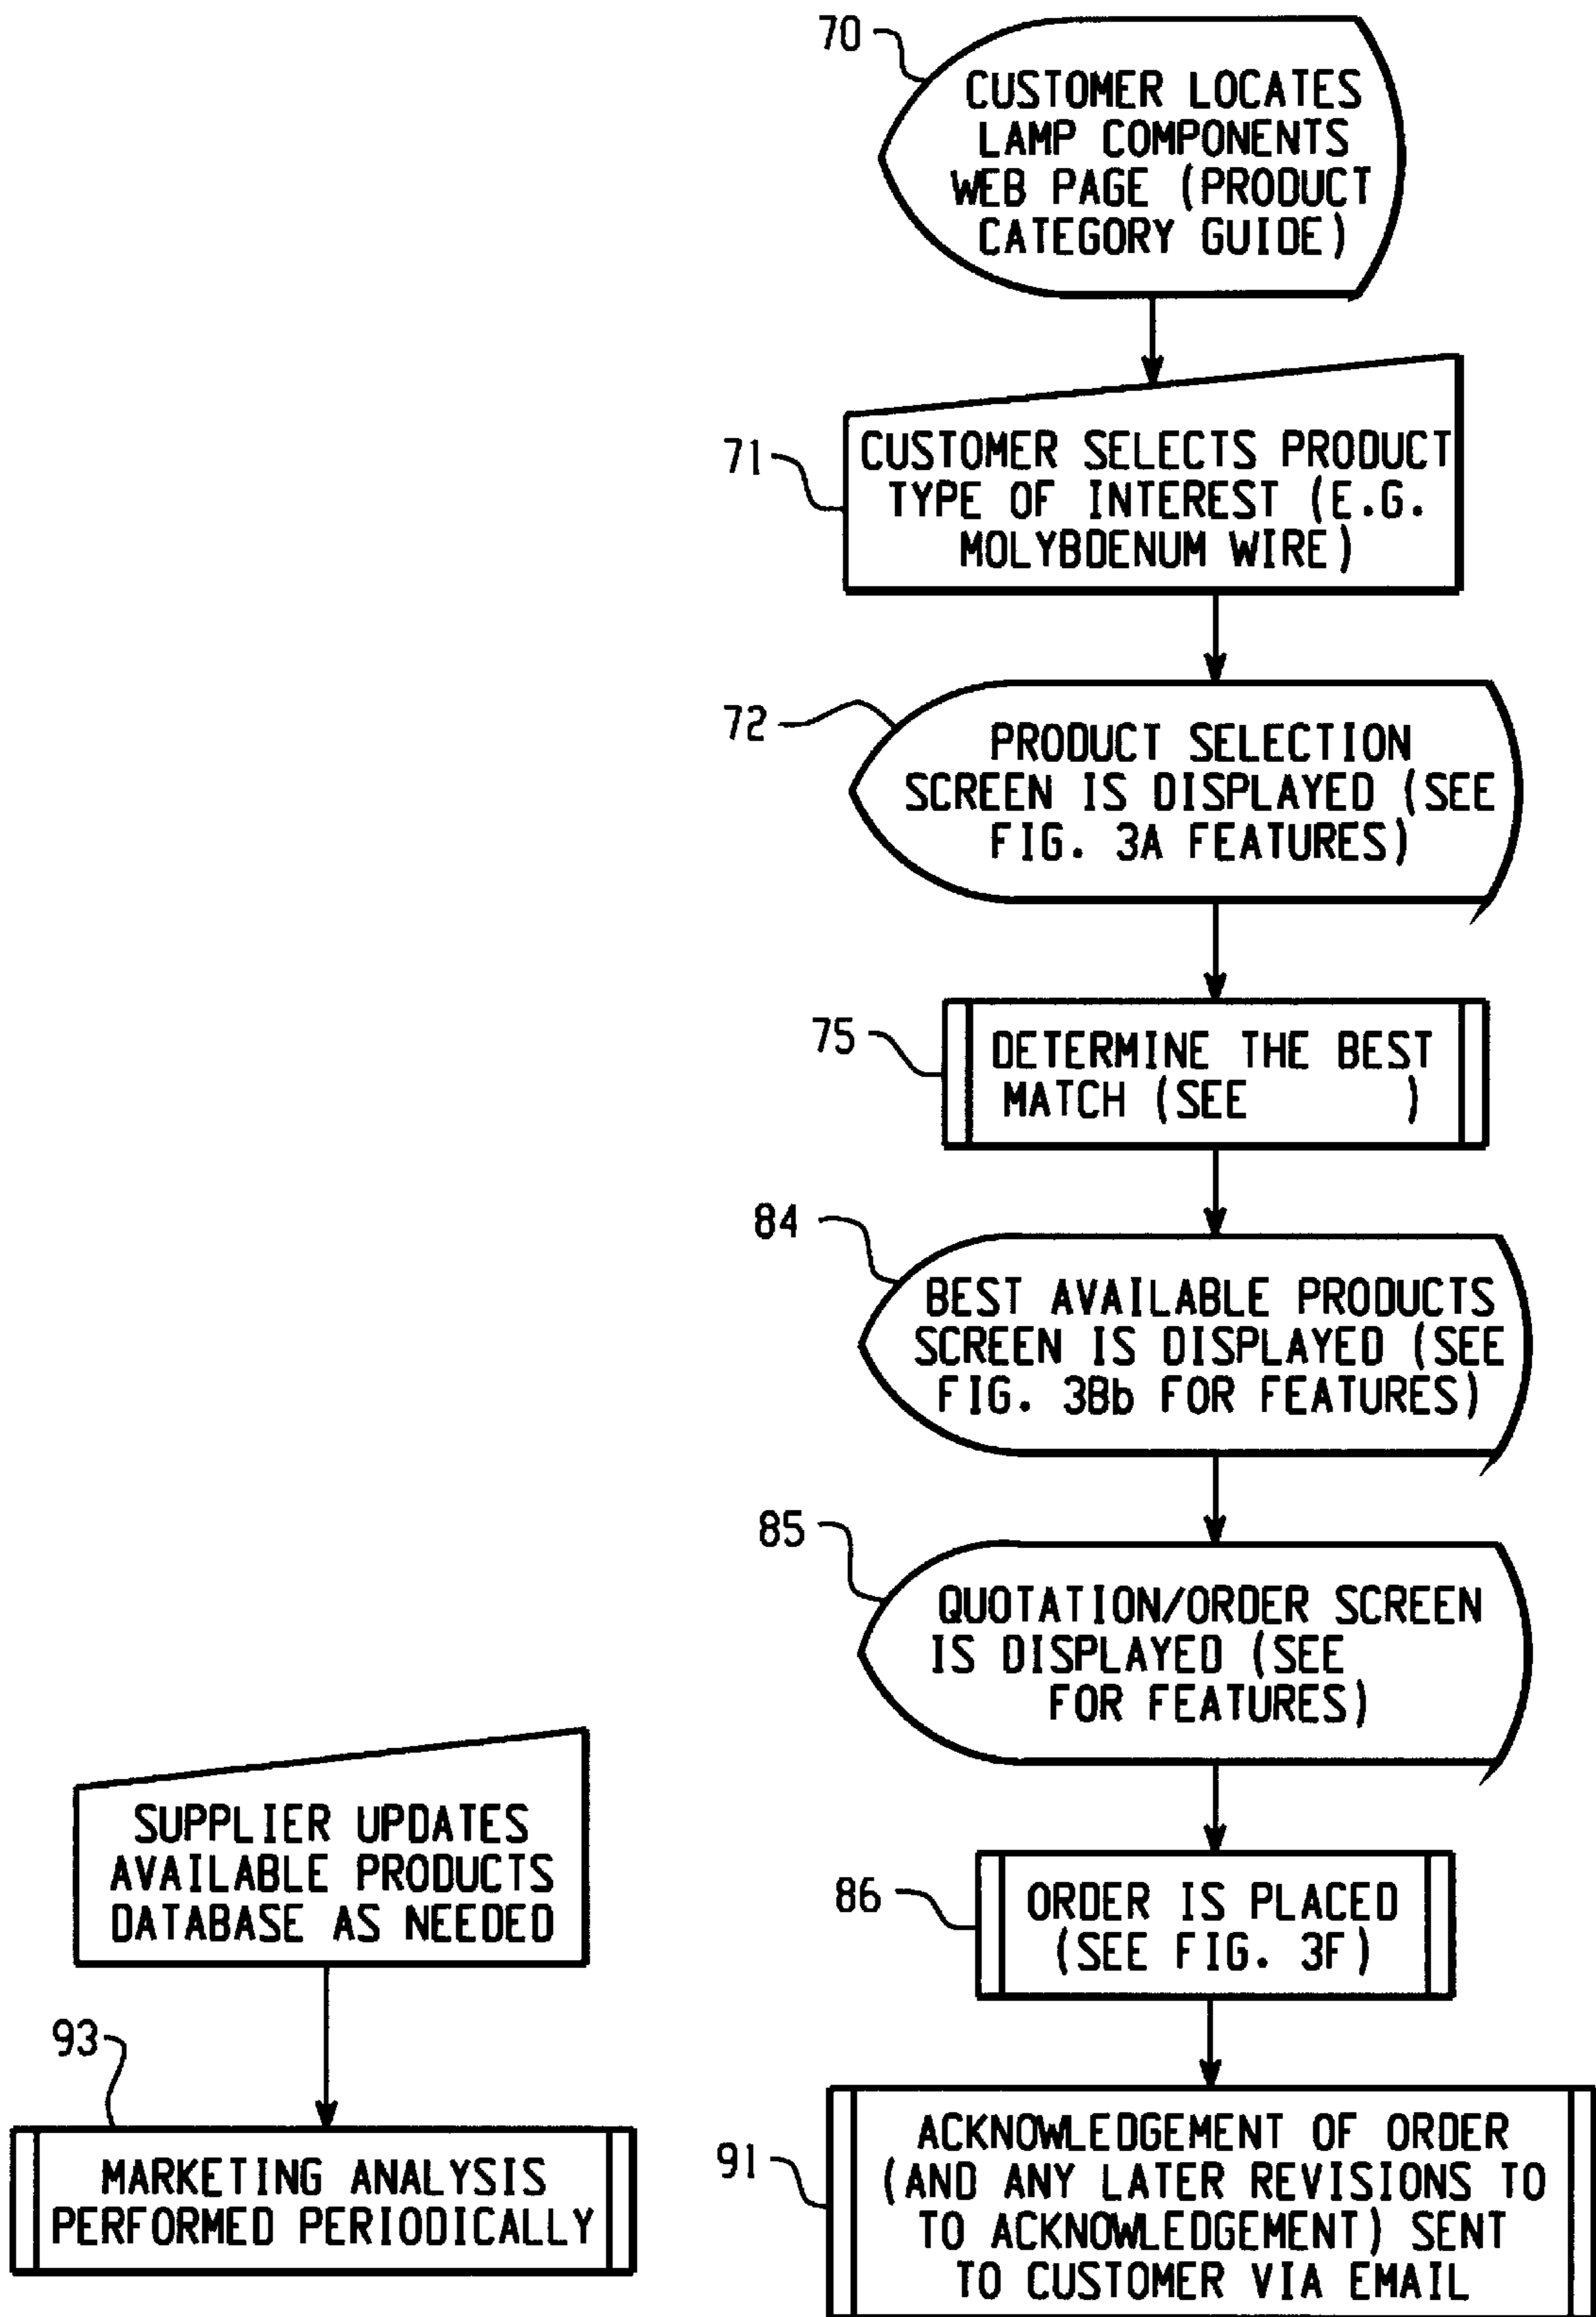 70
CUSTOMER LOCATES
LAMP COMPONENTS
WEB PAGE (PRODUCT
CATEGORY GUIDE)
71
CUSTOMER SELECTS PRODUCT
TYPE OF INTEREST (E.G.
MOLYBDENUM WIRE)
72
PRODUCT SELECTION
SCREEN IS DISPLAYED (SEE
FIG. 3A FEATURES)
75
DETERMINE THE BEST
MATCH (SEE )
84
BEST AVAILABLE PRODUCTS
SCREEN IS DISPLAYED (SEE
FIG. 3Bb FOR FEATURES)
85
QUOTATION/ORDER SCREEN
IS DISPLAYED (SEE
FOR FEATURES)
86
ORDER IS PLACED
(SEE FIG. 3F)
91
ACKNOWLEDGEMENT OF ORDER
(AND ANY LATER REVISIONS TO
TO ACKNOWLEDGEMENT) SENT
TO CUSTOMER VIA EMAIL
SUPPLIER UPDATES
AVAILABLE PRODUCTS
DATABASE AS NEEDED
93
MARKETING ANALYSIS
PERFORMED PERIODICALLY